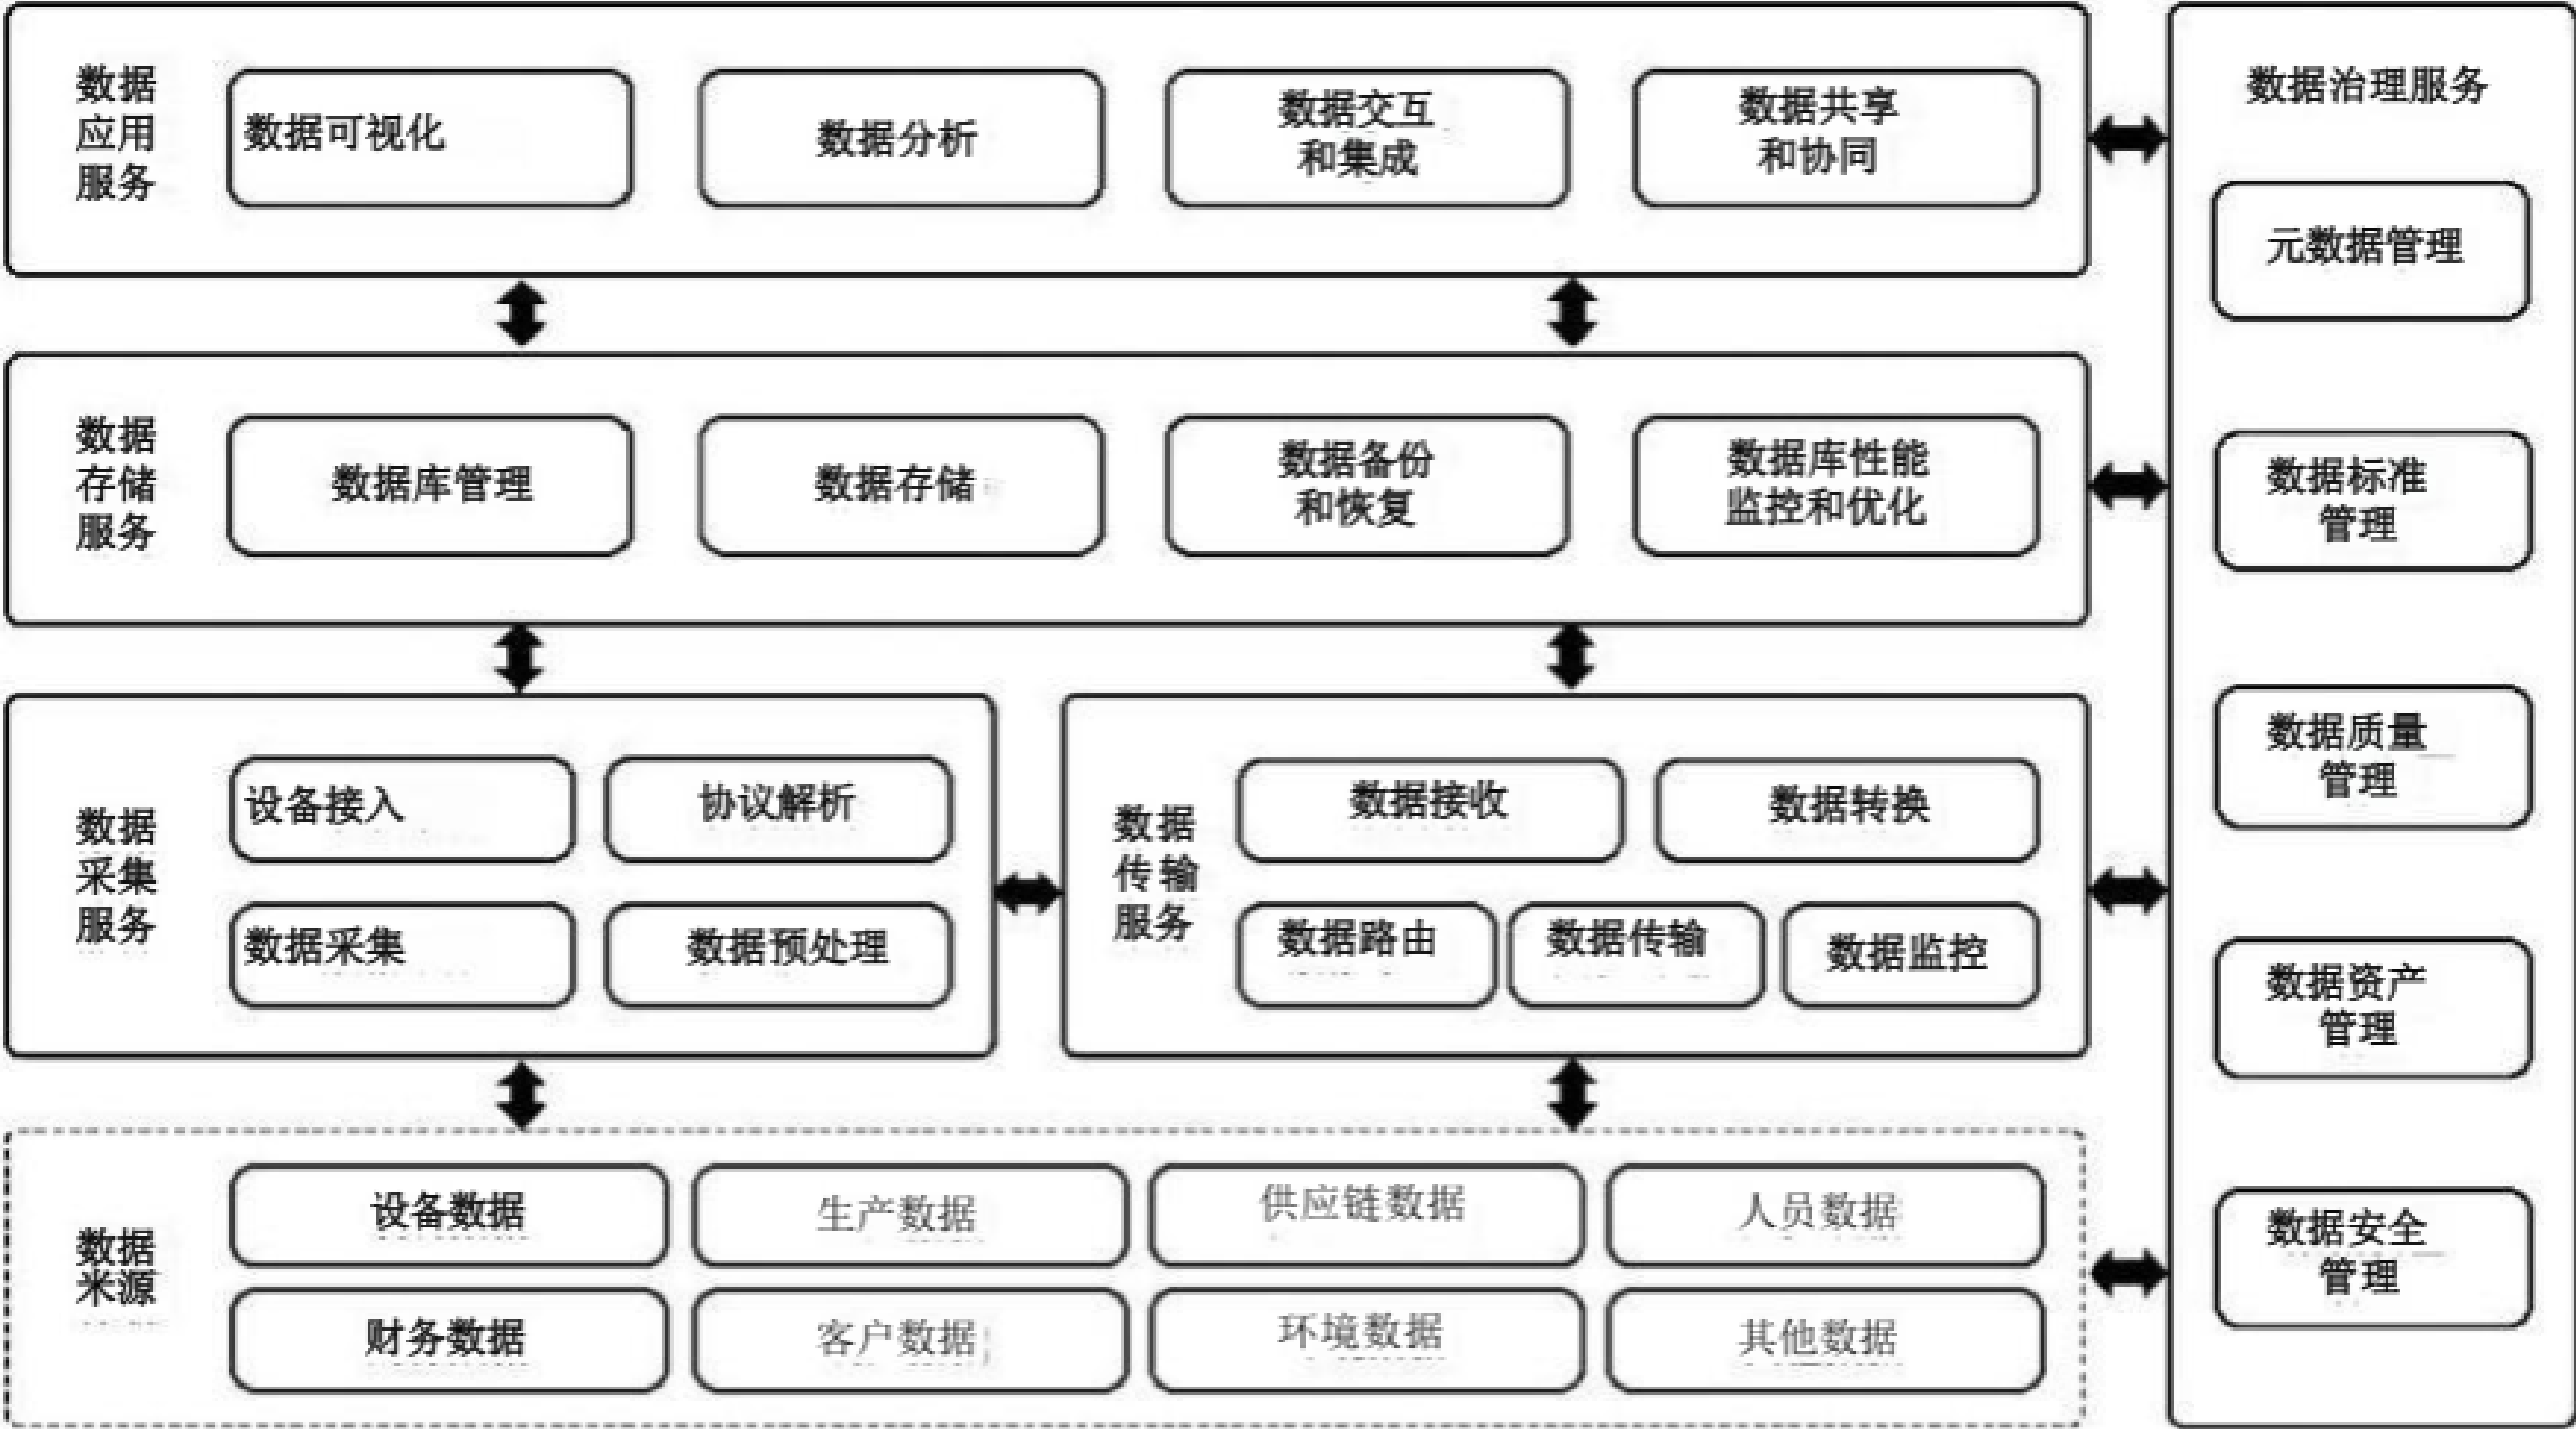 数据
应用
服务
数据可视化
数据分析
数据交互
和集成
数据共享
和协同
数据
存储
服务
数据库管理
数据存储
数据备份
和恢复
数据库性能
监控和优化
数据
采集
服务
设备接入
协议解析
数据采集
数据预处理
数据
传输
服务
数据接收
数据转换
数据路由
数据传输
数据监控
数据
来源
设备数据
生产数据
供应链数据
人员数据
财务数据
客户数据
环境数据
其他数据
数据治理服务
元数据管理
数据标准
管理
数据质量
管理
数据资产
管理
数据安全
管理